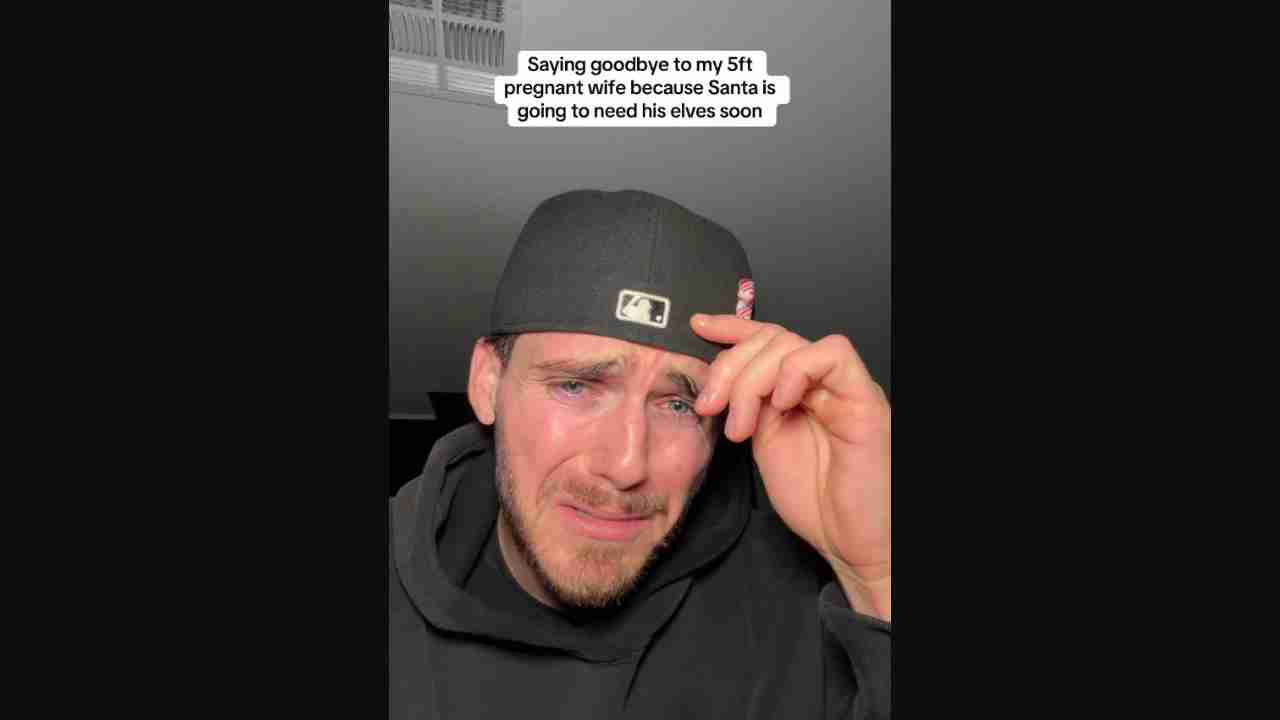 Saying goodbye to my 5ft
pregnant wife because Santa is
going to need his elves soon